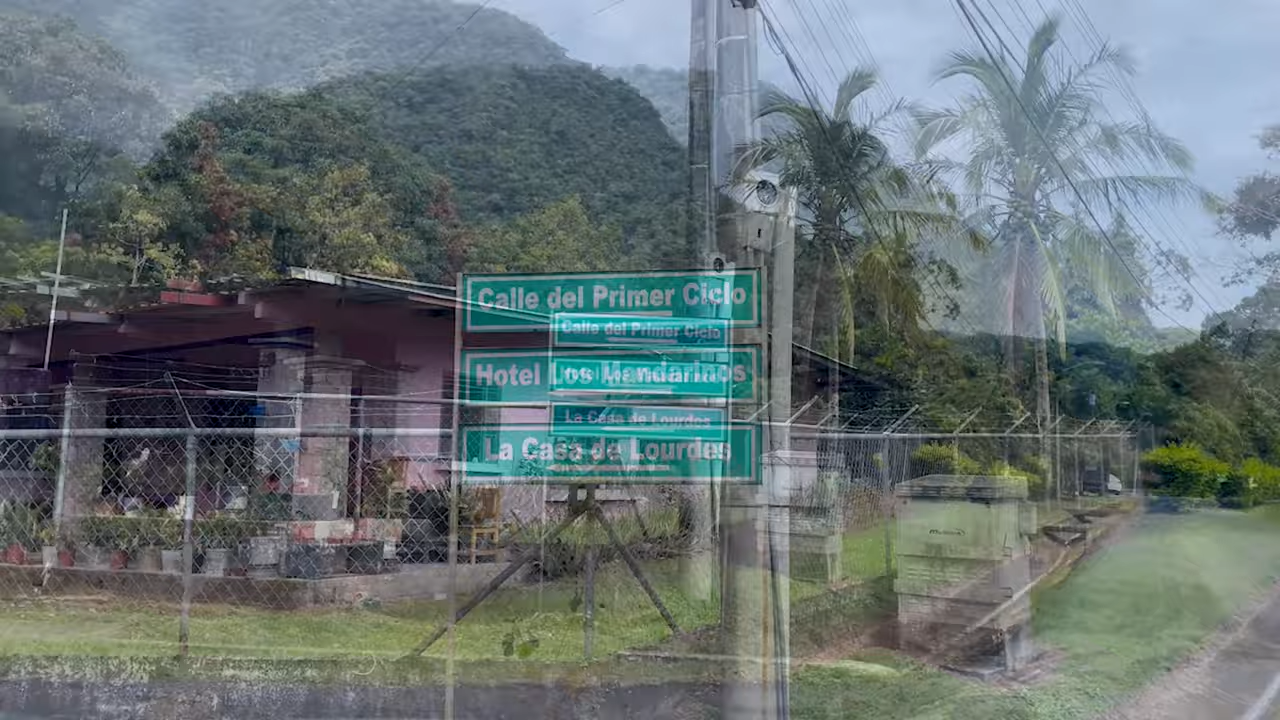 Calle del Primer Ciclo
Calle del Primer Ciclo
Hotel Los Mandarinos
La Casa de Lourdes
La Casa de Lourdes